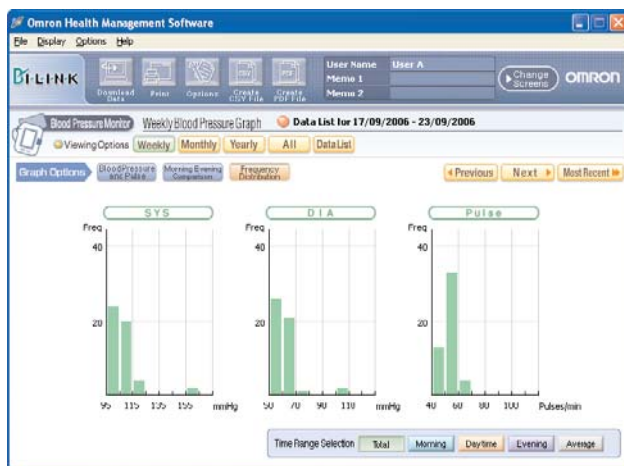 Omron Health Management Software
File Display Options Help
Bi-LINK
Download Data
Print
Options
Create CSV File
Create PDF File
User Name User A
Memo 1
Memo 2
Change Screens
OMRON
Blood Pressure Monitor Weekly Blood Pressure Graph Data List for 17/09/2006 - 23/09/2006
Viewing Options Weekly Monthly Yearly All Data List
Graph Options
Blood Pressure and Pulse
Morning Evening Comparison
Frequency Distribution
Previous Next Most Recent
SYS DIA Pulse
Freq Freq Freq
40 40 40
20 20 20
95 115 135 155 mmHg 50 70 90 110 mmHg 40 60 80 100 Pulses/min
Time Range Selection Total Morning Daytime Evening Average